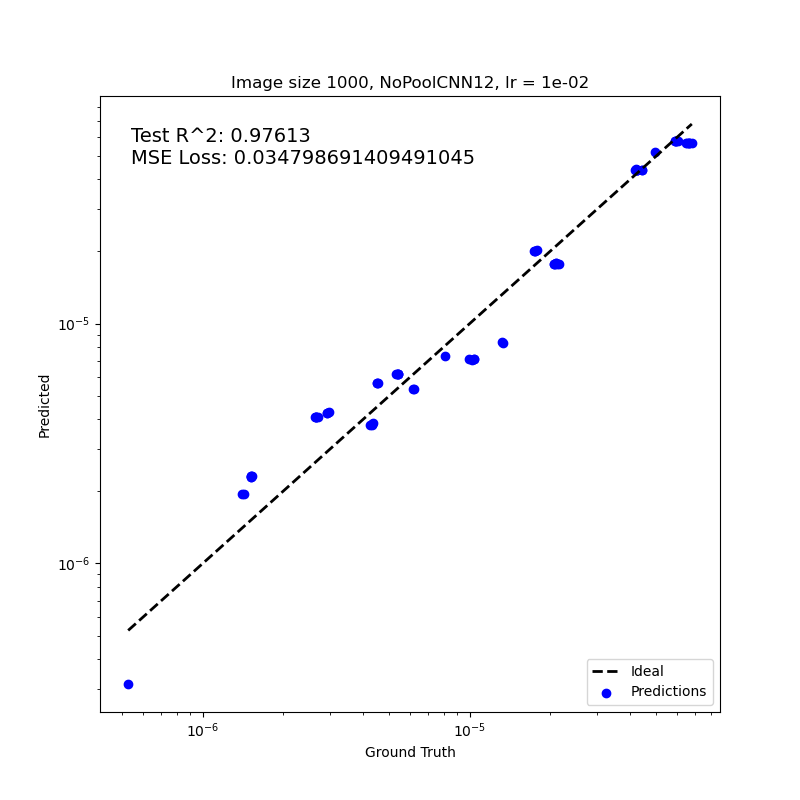 Image size 1000, NoPoolCNN12, lr = 1e-02
Test R^2: 0.97613
MSE Loss: 0.034798691409491045
10⁻⁵
Predicted
10⁻⁶
Ideal
Predictions
10⁻⁶ 10⁻⁵
Ground Truth